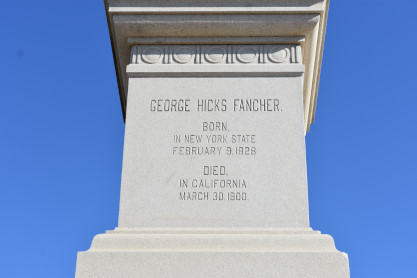 GEORGE HICKS FANCHER.
BORN,
IN NEW YORK STATE
FEBRUARY 9. 1828
DIED,
IN CALIFORNIA
MARCH 30. 1900.